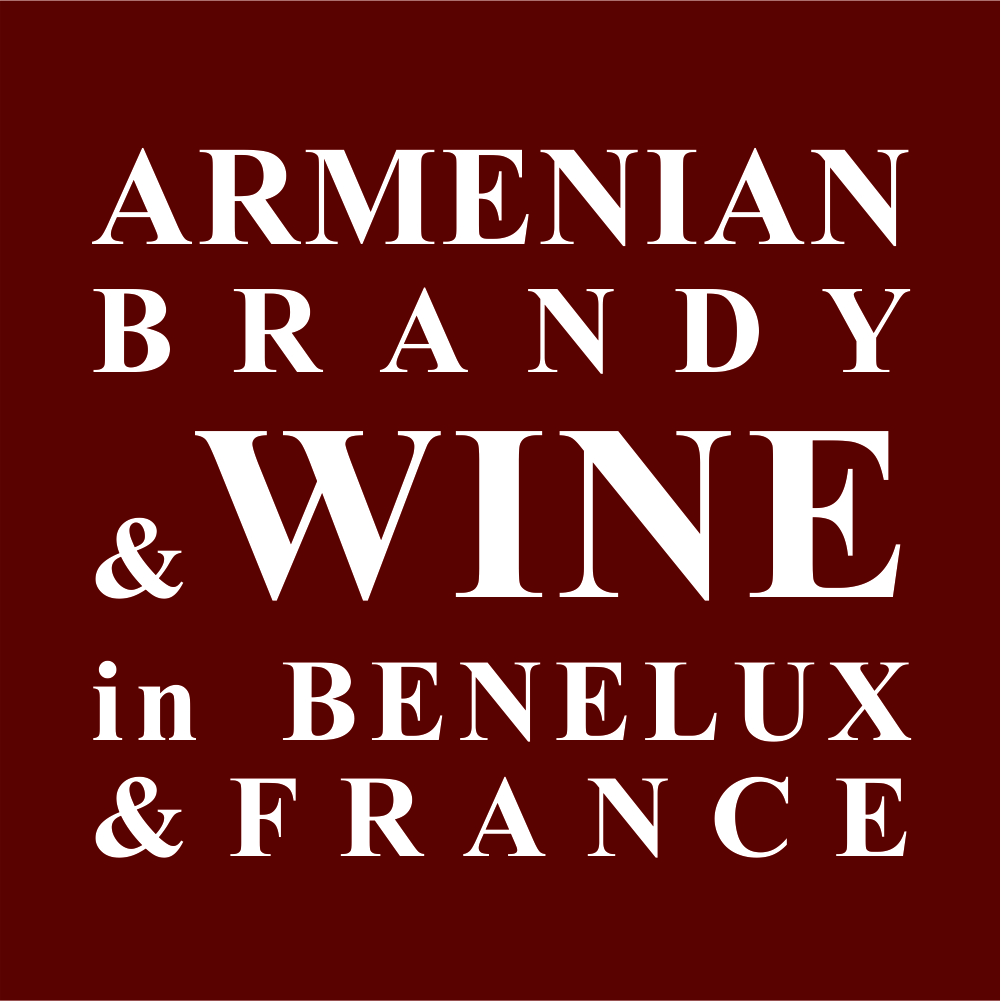 ARMENIAN
BRANDY
& WINE
in BENELUX
& FRANCE